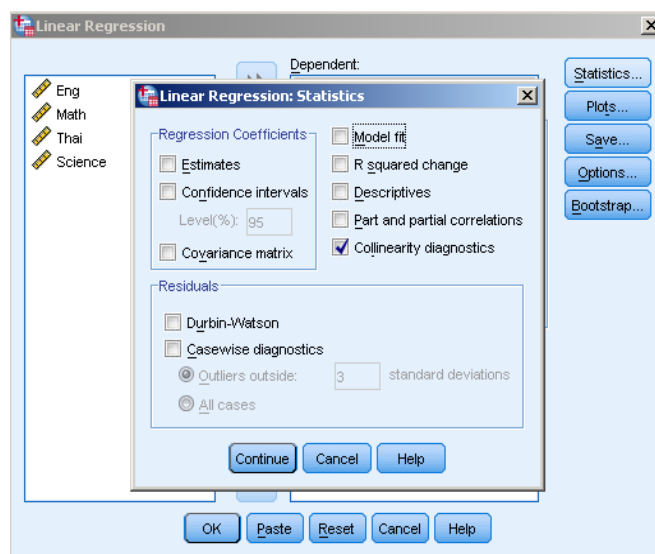 Linear Regression
Dependent:
Eng
Math
Thai
Science
Statistics...
Plots...
Save...
Options...
Bootstrap...
Linear Regression: Statistics
Regression Coefficients
Estimates
Confidence intervals
Level(%): 95
Covariance matrix
Model fit
R squared change
Descriptives
Part and partial correlations
Collinearity diagnostics
Residuals
Durbin-Watson
Casewise diagnostics
Outliers outside: 3 standard deviations
All cases
Continue Cancel Help
OK Paste Reset Cancel Help